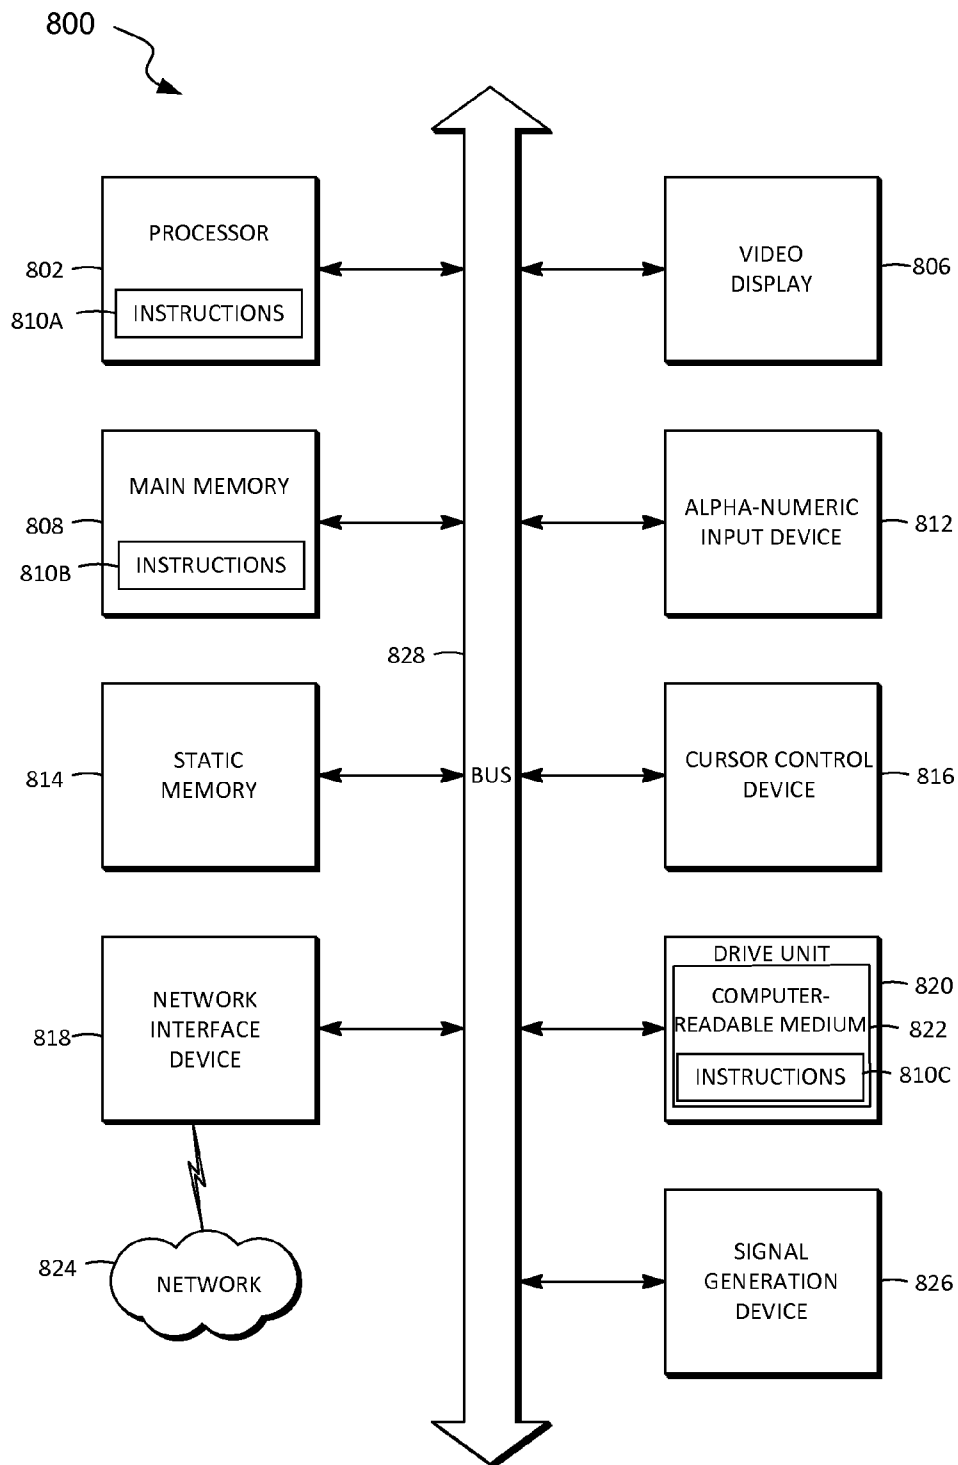 800
PROCESSOR
802
810A
INSTRUCTIONS
VIDEO
DISPLAY
806
MAIN MEMORY
808
810B
INSTRUCTIONS
ALPHA-NUMERIC
INPUT DEVICE
812
828
STATIC
MEMORY
814
BUS
CURSOR CONTROL
DEVICE
816
NETWORK
INTERFACE
DEVICE
818
DRIVE UNIT
820
COMPUTER-
READABLE MEDIUM
822
INSTRUCTIONS
810C
824
NETWORK
SIGNAL
GENERATION
DEVICE
826